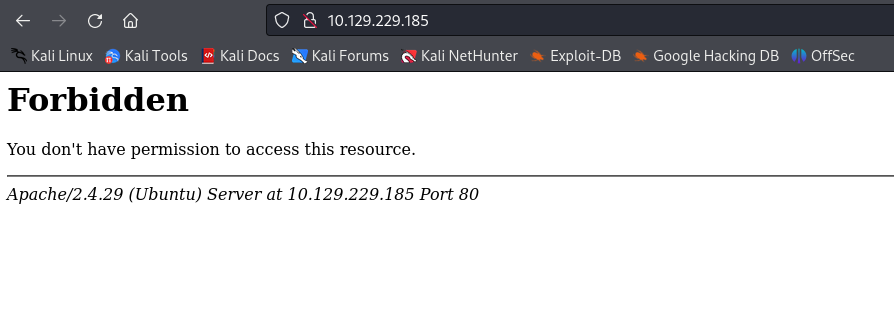 10.129.229.185
Kali Linux Kali Tools Kali Docs Kali Forums Kali NetHunter Exploit-DB Google Hacking DB OffSec
Forbidden
You don't have permission to access this resource.
Apache/2.4.29 (Ubuntu) Server at 10.129.229.185 Port 80